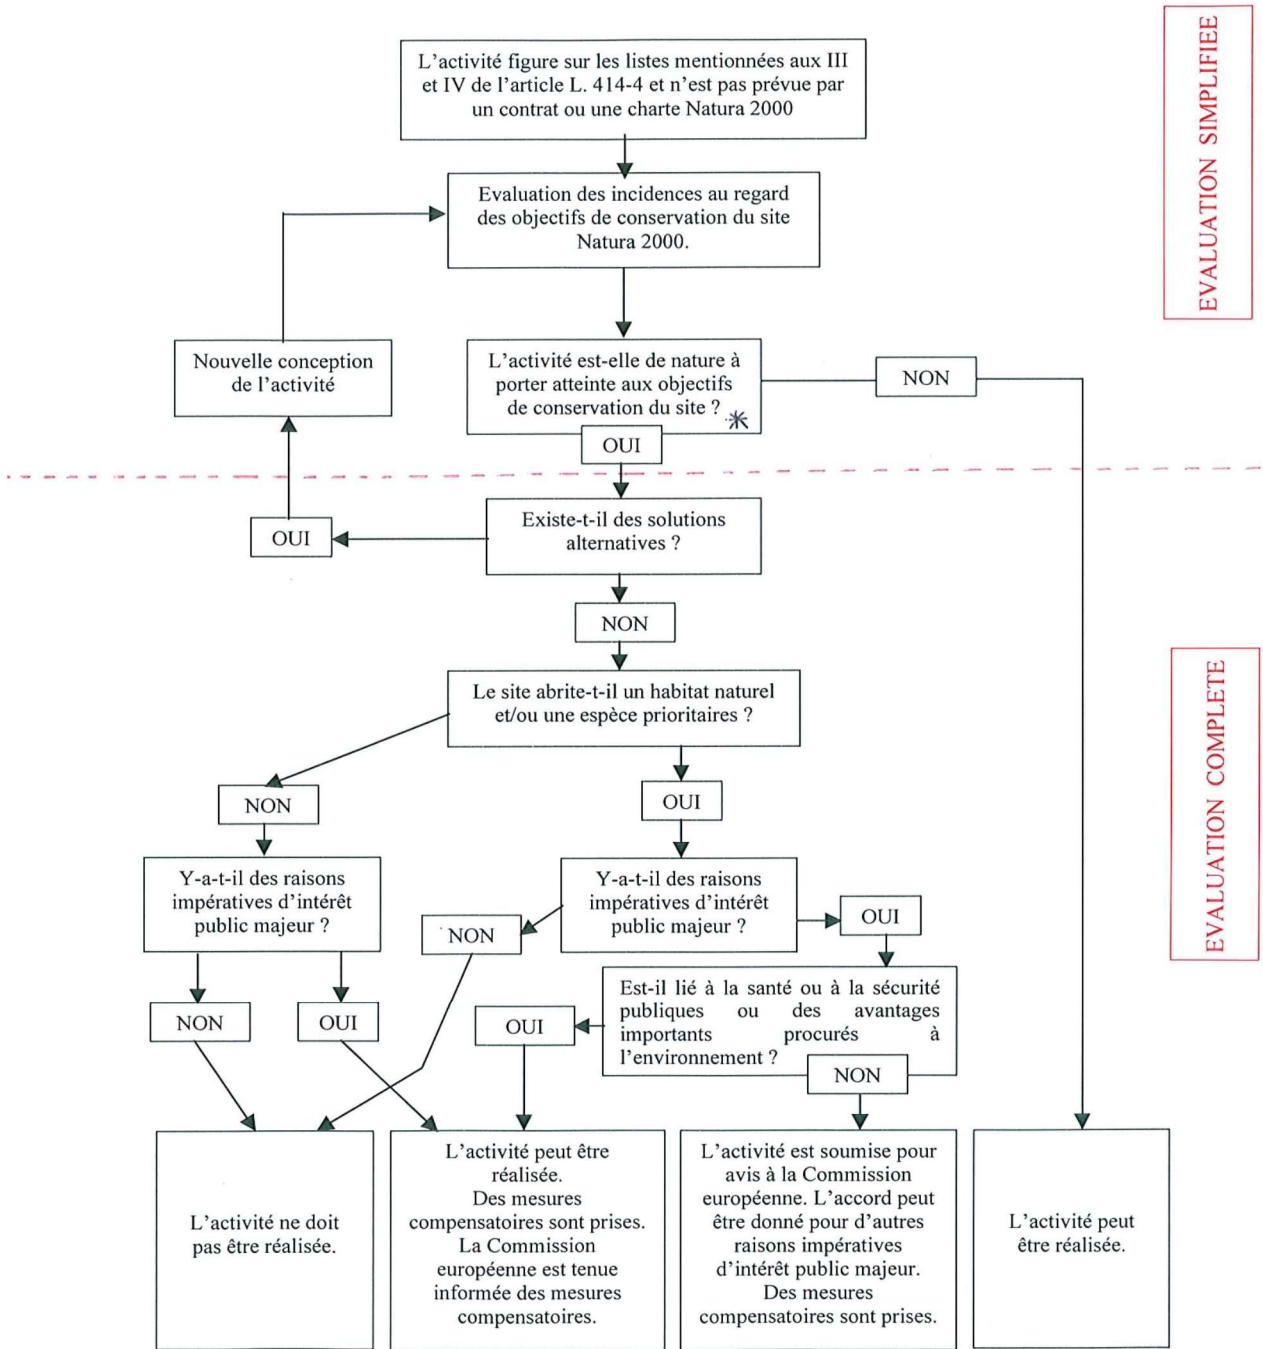 L'activité figure sur les listes mentionnées aux III
et IV de l'article L. 414-4 et n'est pas prévue par
un contrat ou une charte Natura 2000
EVALUATION SIMPLIFIEE
Evaluation des incidences au regard
des objectifs de conservation du site
Natura 2000.
Nouvelle conception
de l'activité
L'activité est-elle de nature à
porter atteinte aux objectifs
de conservation du site ? *
NON
OUI
Existe-t-il des solutions
alternatives ?
OUI
NON
Le site abrite-t-il un habitat naturel
et/ou une espèce prioritaires ?
EVALUATION COMPLETE
NON
OUI
Y-a-t-il des raisons
impératives d'intérêt
public majeur ?
Y-a-t-il des raisons
impératives d'intérêt
public majeur ?
NON
OUI
Est-il lié à la santé ou à la sécurité
publiques ou des avantages
importants procurés à
l'environnement ?
NON
OUI
OUI
NON
L'activité ne doit
pas être réalisée.
L'activité peut être
réalisée.
Des mesures
compensatoires sont prises.
La Commission
européenne est tenue
informée des mesures
compensatoires.
L'activité est soumise pour
avis à la Commission
européenne. L'accord peut
être donné pour d'autres
raisons impératives
d'intérêt public majeur.
Des mesures
compensatoires sont prises.
L'activité peut
être réalisée.